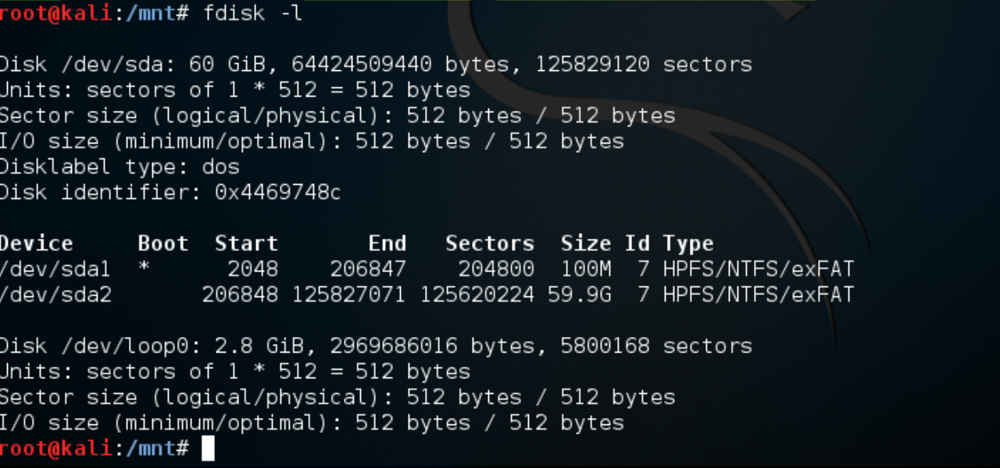 root@kali:/mnt# fdisk -l
Disk /dev/sda: 60 GiB, 64424509440 bytes, 125829120 sectors
Units: sectors of 1 * 512 = 512 bytes
Sector size (logical/physical): 512 bytes / 512 bytes
I/O size (minimum/optimal): 512 bytes / 512 bytes
Disklabel type: dos
Disk identifier: 0x4469748c
Device Boot Start End Sectors Size Id Type
/dev/sda1 * 2048 206847 204800 100M 7 HPFS/NTFS/exFAT
/dev/sda2 206848 125827071 125620224 59.9G 7 HPFS/NTFS/exFAT
Disk /dev/loop0: 2.8 GiB, 2969686016 bytes, 5800168 sectors
Units: sectors of 1 * 512 = 512 bytes
Sector size (logical/physical): 512 bytes / 512 bytes
I/O size (minimum/optimal): 512 bytes / 512 bytes
root@kali:/mnt#